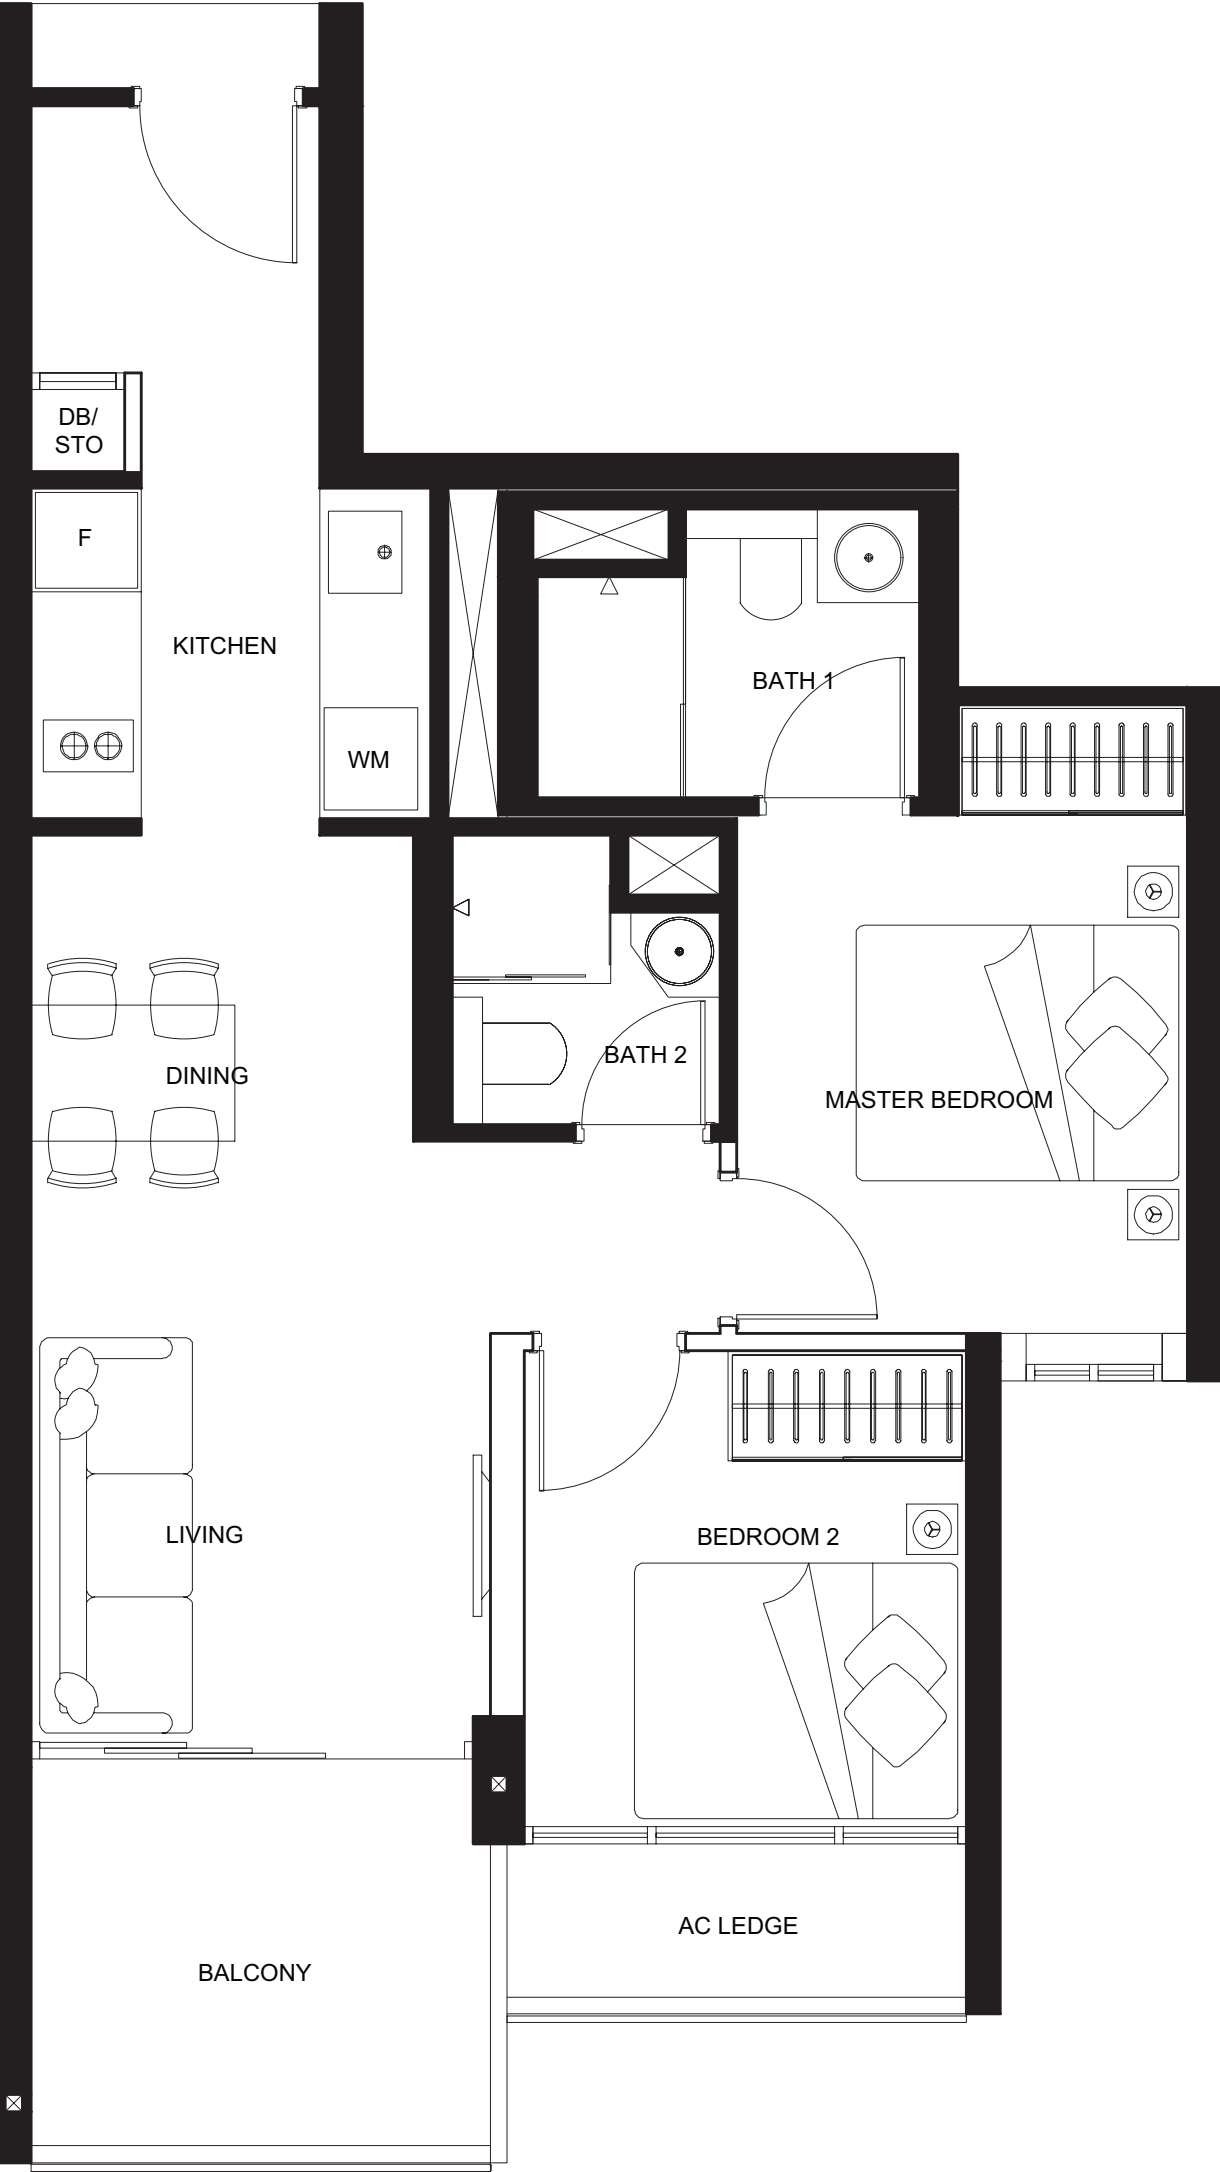 DB/
STO
F
KITCHEN
BATH 1
WM
BATH 2
DINING
MASTER BEDROOM
LIVING
BEDROOM 2
AC LEDGE
BALCONY